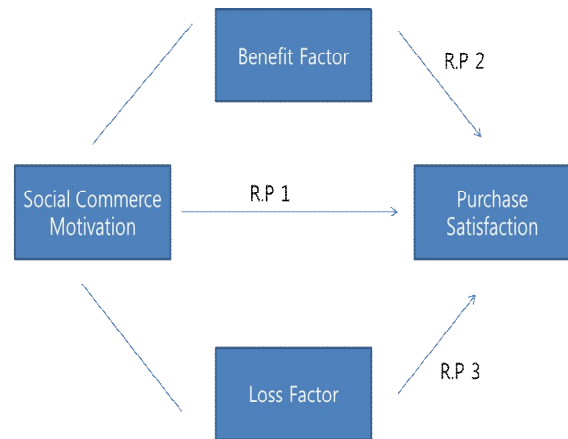 Benefit Factor
R.P 2
Social Commerce
Motivation
R.P 1
Purchase
Satisfaction
Loss Factor
R.P 3